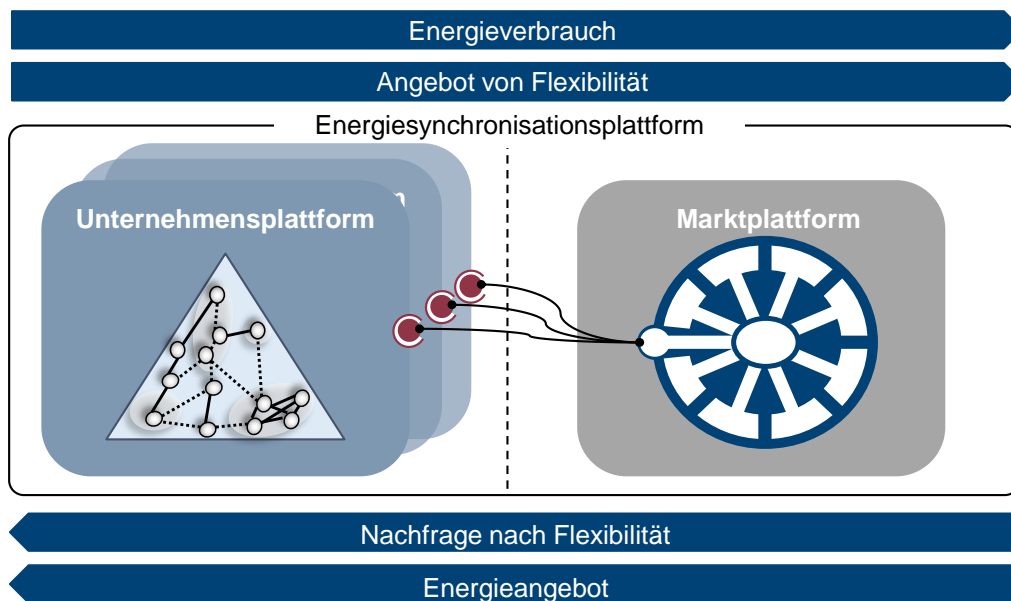 Energieverbrauch
Angebot von Flexibilität
Energiesynchronisationsplattform
Unternehmensplattform
Marktplattform
Nachfrage nach Flexibilität
Energieangebot